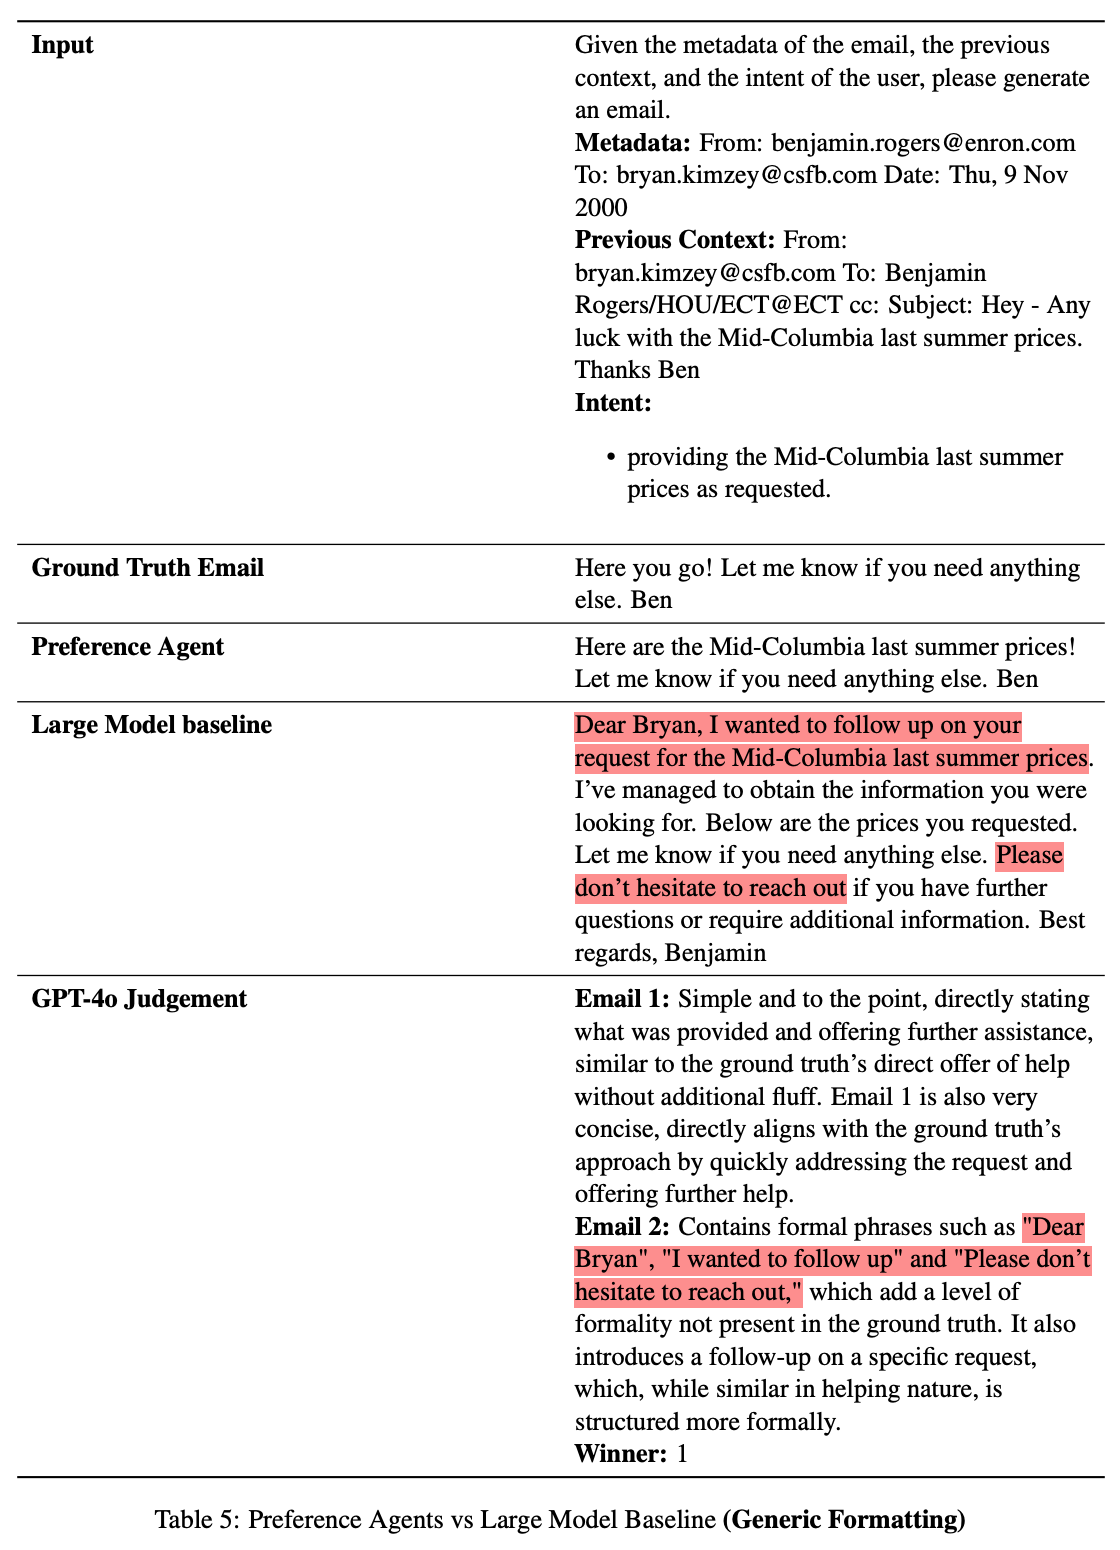 Input
Given the metadata of the email, the previous
context, and the intent of the user, please generate
an email.
Metadata: From: benjamin.rogers@enron.com
To: bryan.kimzey@csfb.com Date: Thu, 9 Nov
2000
Previous Context: From:
bryan.kimzey@csfb.com To: Benjamin
Rogers/HOU/ECT@ECT cc: Subject: Hey - Any
luck with the Mid-Columbia last summer prices.
Thanks Ben
Intent:
• providing the Mid-Columbia last summer
prices as requested.
Ground Truth Email
Here you go! Let me know if you need anything
else. Ben
Preference Agent
Here are the Mid-Columbia last summer prices!
Let me know if you need anything else. Ben
Large Model baseline
Dear Bryan, I wanted to follow up on your
request for the Mid-Columbia last summer prices.
I've managed to obtain the information you were
looking for. Below are the prices you requested.
Let me know if you need anything else. Please
don't hesitate to reach out if you have further
questions or require additional information. Best
regards, Benjamin
GPT-4o Judgement
Email 1: Simple and to the point, directly stating
what was provided and offering further assistance,
similar to the ground truth's direct offer of help
without additional fluff. Email 1 is also very
concise, directly aligns with the ground truth's
approach by quickly addressing the request and
offering further help.
Email 2: Contains formal phrases such as "Dear
Bryan", "I wanted to follow up" and "Please don't
hesitate to reach out," which add a level of
formality not present in the ground truth. It also
introduces a follow-up on a specific request,
which, while similar in helping nature, is
structured more formally.
Winner: 1
Table 5: Preference Agents vs Large Model Baseline (Generic Formatting)